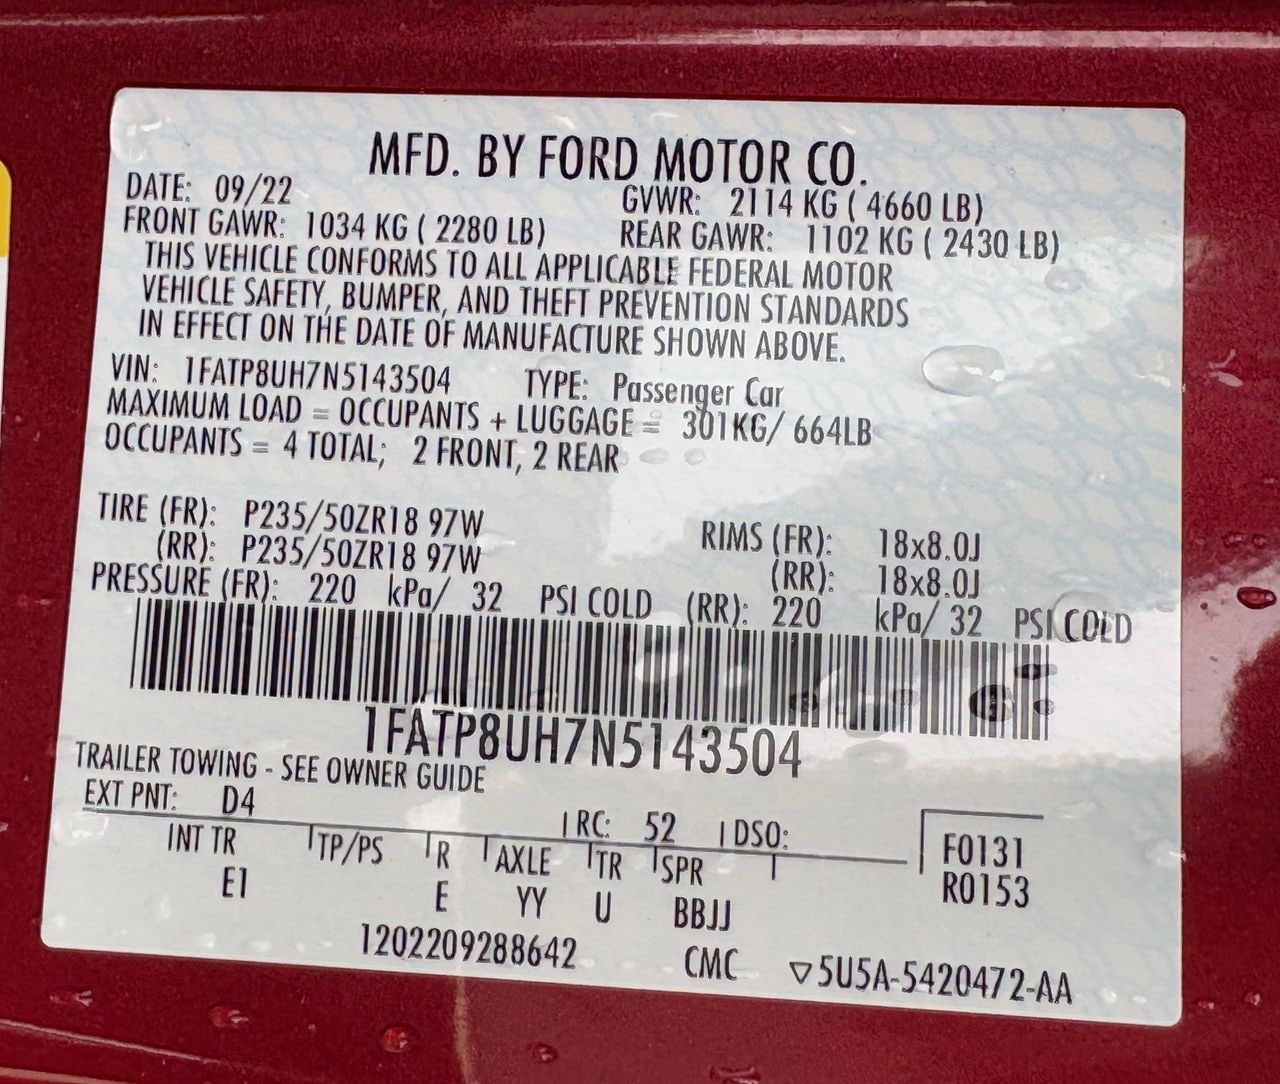 MFD. BY FORD MOTOR CO.
DATE: 09/22 GVWR: 2114 KG ( 4660 LB)
FRONT GAWR: 1034 KG ( 2280 LB) REAR GAWR: 1102 KG ( 2430 LB)
THIS VEHICLE CONFORMS TO ALL APPLICABLE FEDERAL MOTOR
VEHICLE SAFETY, BUMPER, AND THEFT PREVENTION STANDARDS
IN EFFECT ON THE DATE OF MANUFACTURE SHOWN ABOVE.
VIN: 1FATP8UH7N5143504 TYPE: Passenger Car
MAXIMUM LOAD = OCCUPANTS + LUGGAGE = 301KG/ 664LB
OCCUPANTS = 4 TOTAL; 2 FRONT, 2 REAR
TIRE (FR): P235/50ZR18 97W RIMS (FR): 18x8.0J
(RR): P235/50ZR18 97W (RR): 18x8.0J
PRESSURE (FR): 220 kPa/ 32 PSI COLD (RR): 220 kPa/ 32 PSI COLD
1FATP8UH7N5143504
TRAILER TOWING - SEE OWNER GUIDE
EXT PNT: D4 RC: 52 DSO: F0131
INT TR TP/PS R AXLE TR SPR R0153
E1 E YY U BBJJ
1202209288642 CMC ▽5U5A-5420472-AA